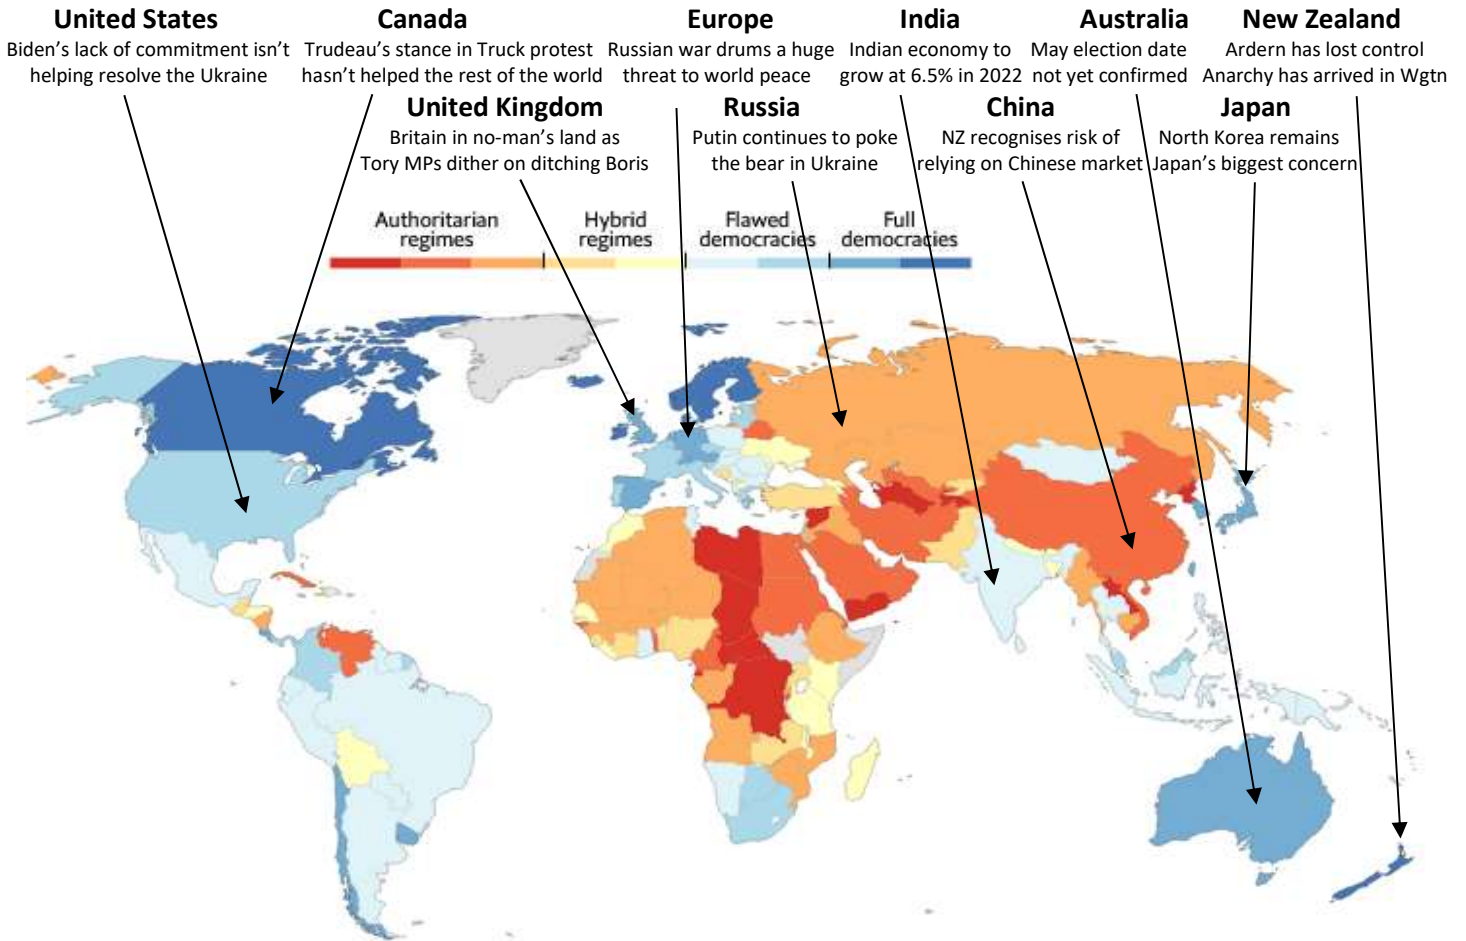 United States
Biden’s lack of commitment isn’t
helping resolve the Ukraine
Canada
Trudeau’s stance in Truck protest
hasn’t helped the rest of the world
Europe
Russian war drums a huge
threat to world peace
India
Indian economy to
grow at 6.5% in 2022
Australia
May election date
not yet confirmed
New Zealand
Ardern has lost control
Anarchy has arrived in Wgtn
United Kingdom
Britain in no-man’s land as
Tory MPs dither on ditching Boris
Russia
Putin continues to poke
the bear in Ukraine
China
NZ recognises risk of
relying on Chinese market
Japan
North Korea remains
Japan’s biggest concern
Authoritarian
regimes
Hybrid
regimes
Flawed
democracies
Full
democracies